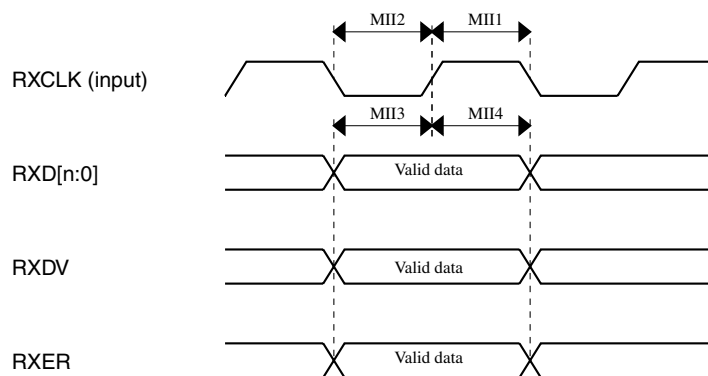 MII2 MII1
RXCLK (input)
MII3 MII4
RXD[n:0] Valid data
RXDV Valid data
RXER Valid data